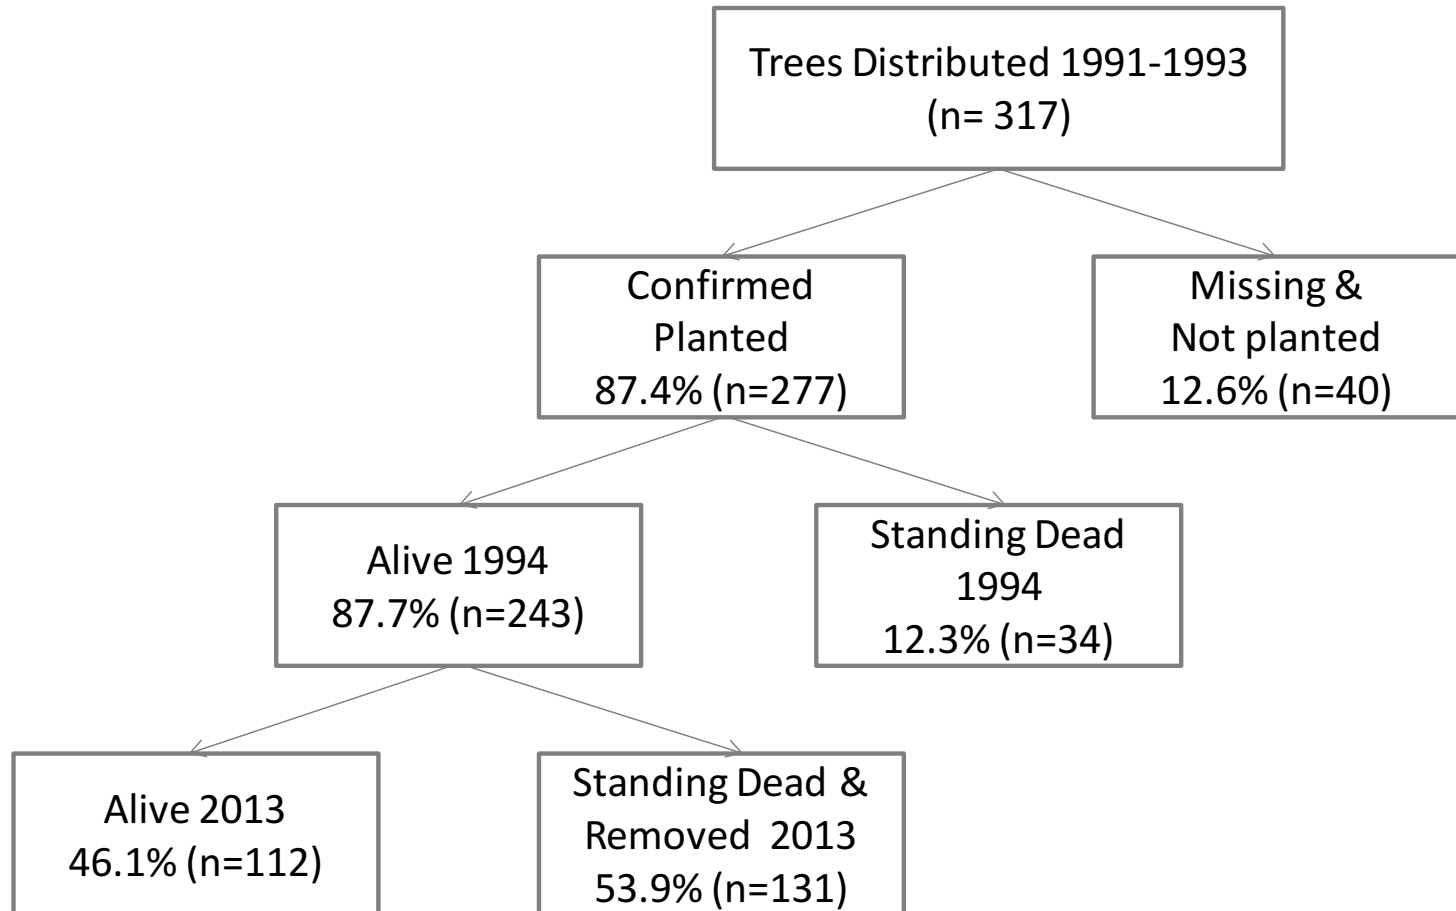 Trees Distributed 1991-1993
(n= 317)
Confirmed
Planted
87.4% (n=277)
Missing &
Not planted
12.6% (n=40)
Alive 1994
87.7% (n=243)
Standing Dead
1994
12.3% (n=34)
Alive 2013
46.1% (n=112)
Standing Dead &
Removed  2013
53.9% (n=131)